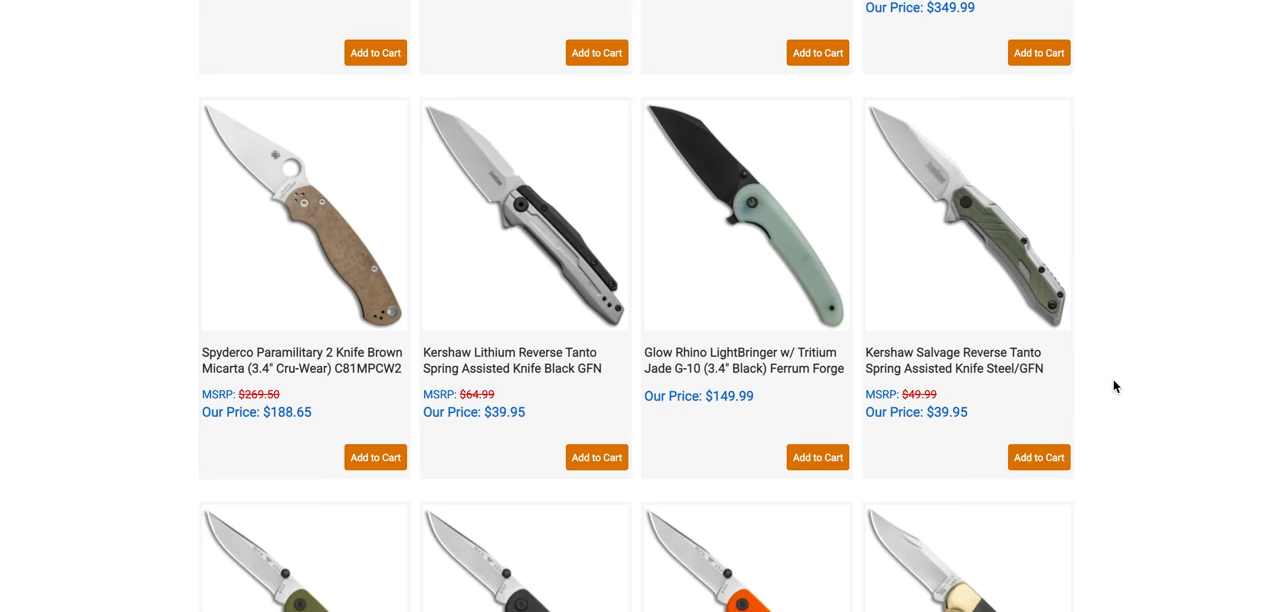 Our Price: $349.99
Add to Cart Add to Cart Add to Cart Add to Cart
Spyderco Paramilitary 2 Knife Brown
Micarta (3.4" Cru-Wear) C81MPCW2
MSRP: $269.50
Our Price: $188.65
Add to Cart
Kershaw Lithium Reverse Tanto
Spring Assisted Knife Black GFN
MSRP: $64.99
Our Price: $39.95
Add to Cart
Glow Rhino LightBringer w/ Tritium
Jade G-10 (3.4" Black) Ferrum Forge
Our Price: $149.99
Add to Cart
Kershaw Salvage Reverse Tanto
Spring Assisted Knife Steel/GFN
MSRP: $49.99
Our Price: $39.95
Add to Cart